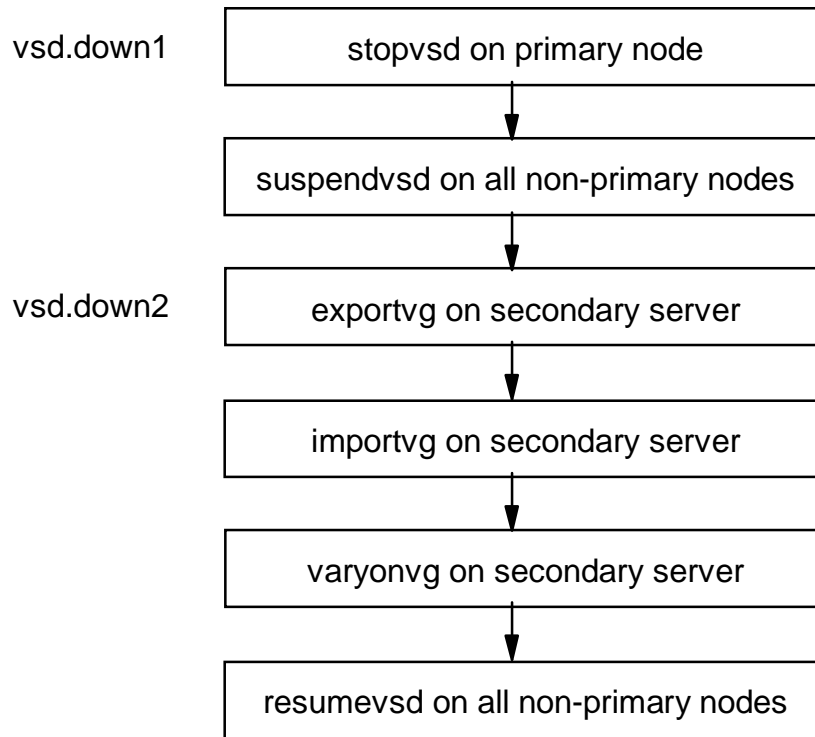 vsd.down1
stopvsd on primary node
suspendvsd on all non-primary nodes
vsd.down2
exportvg on secondary server
importvg on secondary server
varyonvg on secondary server
resumevsd on all non-primary nodes